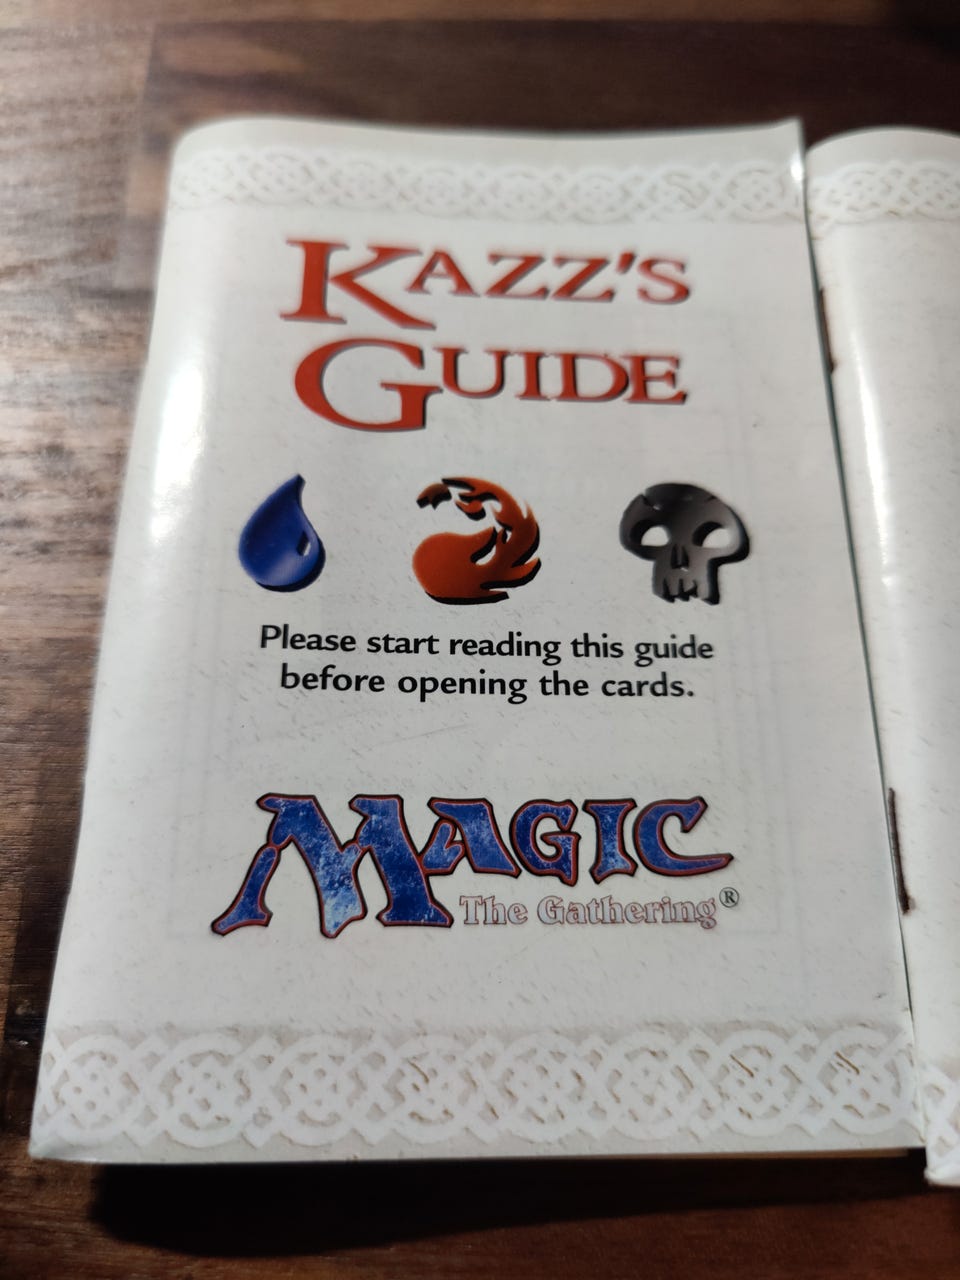 KAZZ'S
GUIDE
Please start reading this guide
before opening the cards.
MAGIC
The Gathering®